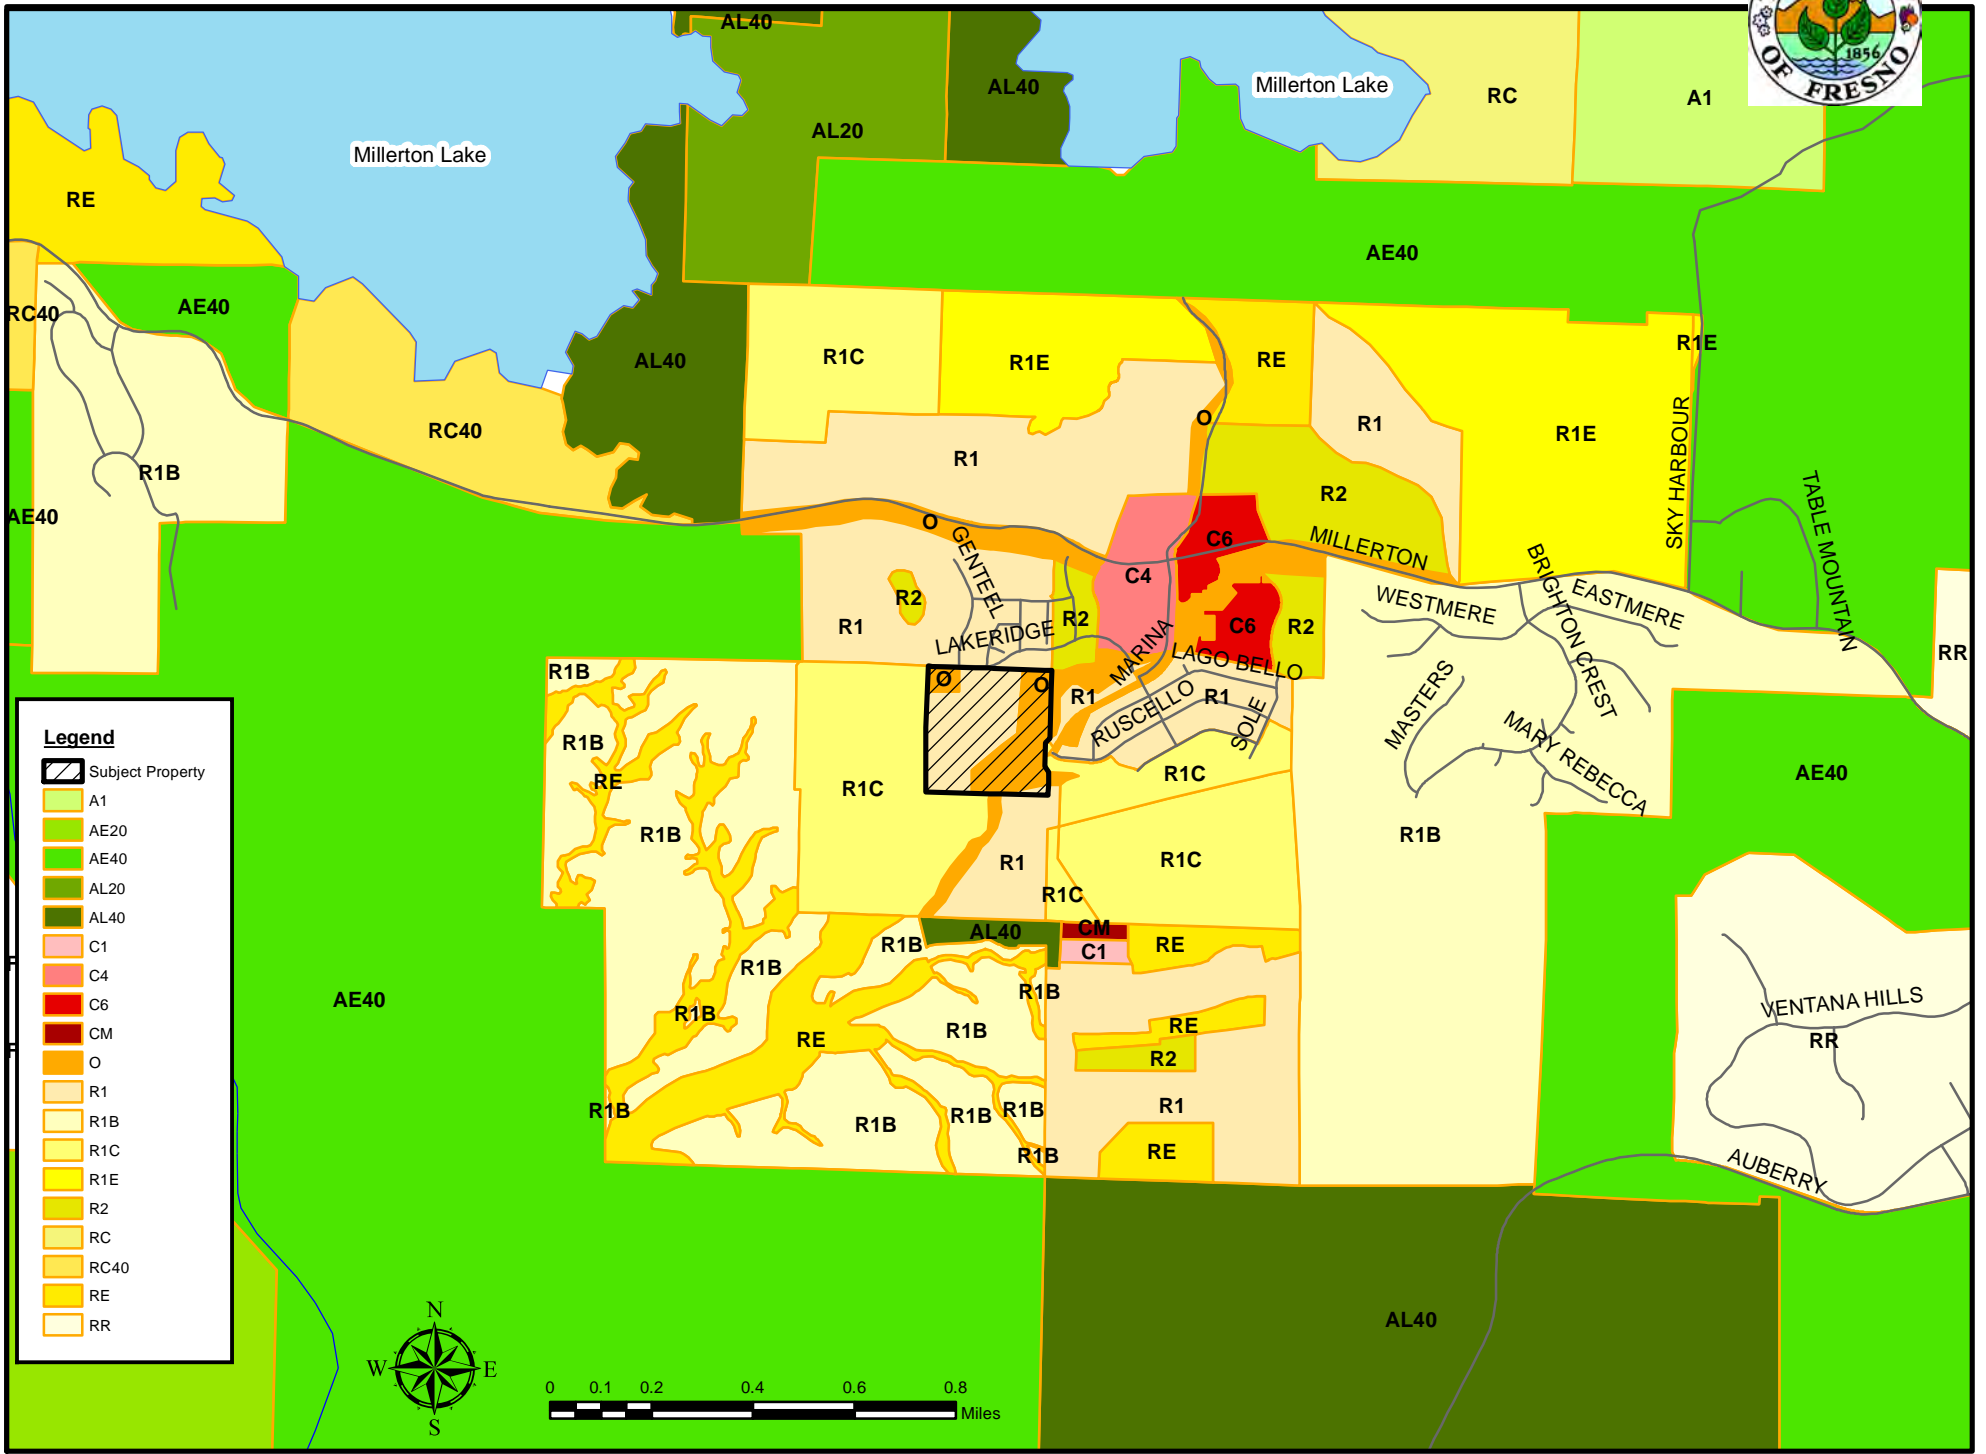 AL40
1856
OF FRESNO
Millerton Lake
AL40
RC
A1
AL20
Millerton Lake
RE
AE40
RC40
AE40
R1E
R1C
R1E
RE
AL40
O
R1
R1E
RC40
R1
R1B
R2
SKY HARBOUR
TABLE MOUNTAIN
AE40
O
GENTEEL
C6
MILLERTON
BRIGHTON CREST
C4
WESTMERE
EASTMERE
R2
R1
R2
C6
R2
LAKERIDGE
MARINA
LAGO BELLO
RR
R1B
O
O
R1
R1
RUSCELLO
SOLE
MASTERS
MARY REBECCA
R1B
RE
R1C
R1C
AE40
R1B
R1B
R1
R1C
R1C
AL40
CM
C1
RE
R1B
R1B
R1B
AE40
R1B
R1B
RE
RE
R2
VENTANA HILLS
RR
R1B
R1B
R1B
R1B
R1
R1B
RE
AUBERRY
AL40
Legend
Subject Property
A1
AE20
AE40
AL20
AL40
C1
C4
C6
CM
O
R1
R1B
R1C
R1E
R2
RC
RC40
RE
RR
N
W E
S
0 0.1 0.2 0.4 0.6 0.8
Miles